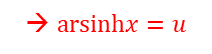 → arsinhx = u